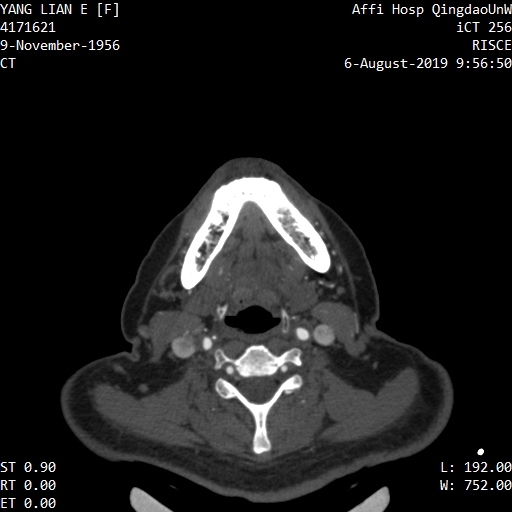 YANG LIAN E [F]
4171621
9-November-1956
CT
Affi Hosp QingdaoUnW
iCT 256
RISCE
6-August-2019 9:56:50
ST 0.90
RT 0.00
ET 0.00
L: 192.00
W: 752.00